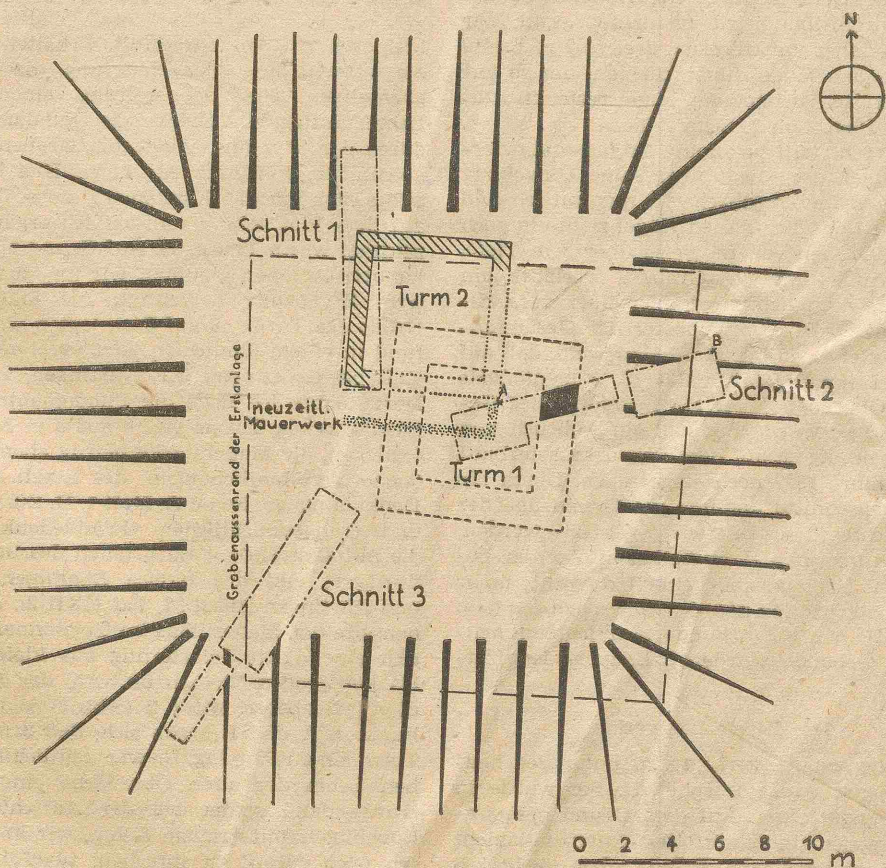 N
Schnitt 1
Turm 2
B
Schnitt 2
A
neuzeitl.
Mauerwerk
Turm 1
Grabenaussenrand der Erstanlage
Schnitt 3
0 2 4 6 8 10 m